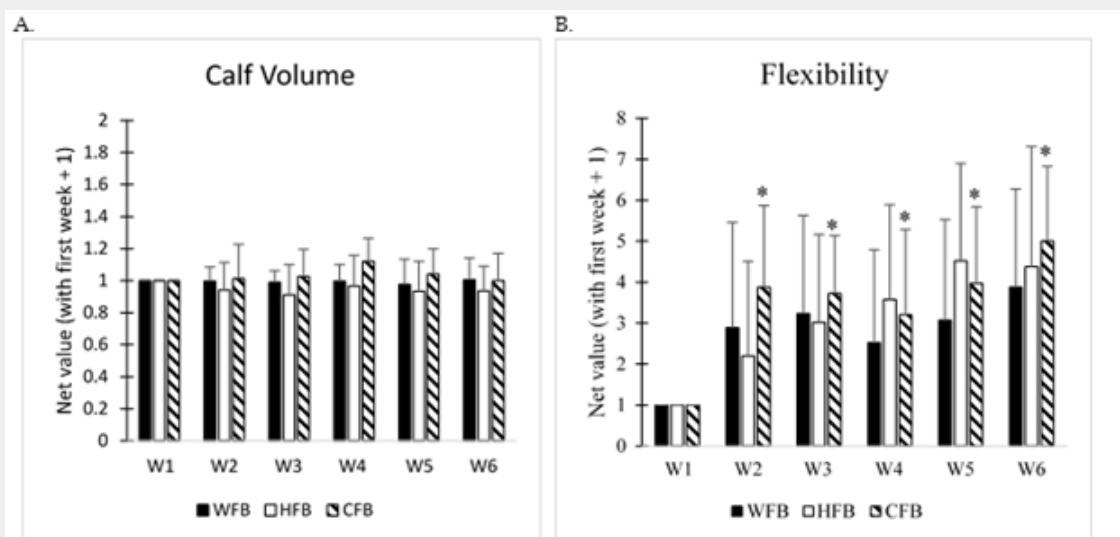 A.
Calf Volume
Net value (with first week + 1)
2
1.8
1.6
1.4
1.2
1
0.8
0.6
0.4
0.2
0
W1 W2 W3 W4 W5 W6
WFB HFB CFB
B.
Flexibility
Net value (with first week + 1)
8
7
6
5
4
3
2
1
0
* * * * *
W1 W2 W3 W4 W5 W6
WFB HFB CFB